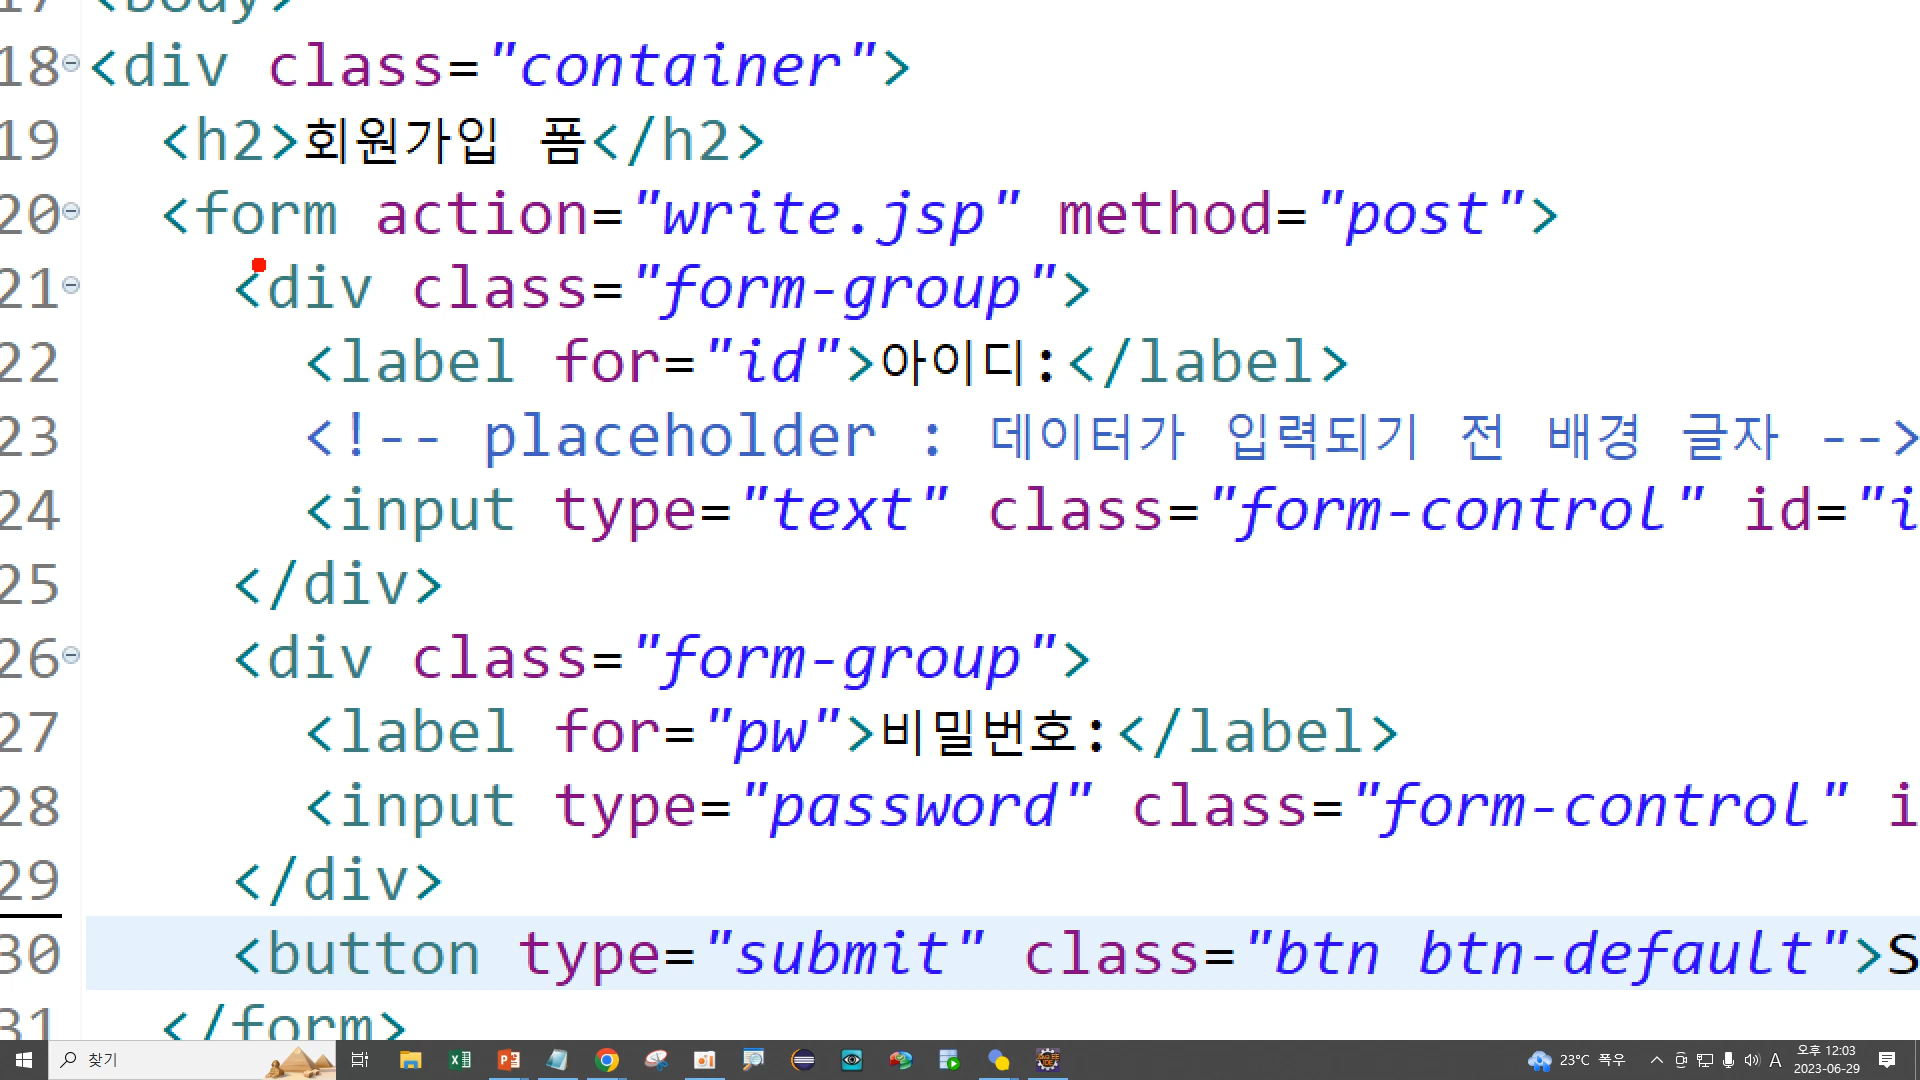 17 <body>
18 <div class="container">
19 <h2>회원가입 폼</h2>
20 <form action="write.jsp" method="post">
21 <div class="form-group">
22 <label for="id">아이디:</label>
23 <!-- placeholder : 데이터가 입력되기 전 배경 글자 -->
24 <input type="text" class="form-control" id="i
25 </div>
26 <div class="form-group">
27 <label for="pw">비밀번호:</label>
28 <input type="password" class="form-control" i
29 </div>
30 <button type="submit" class="btn btn-default">S
31 </form>
찾기
23°C 폭우
A
오후 12:03
2023-06-29